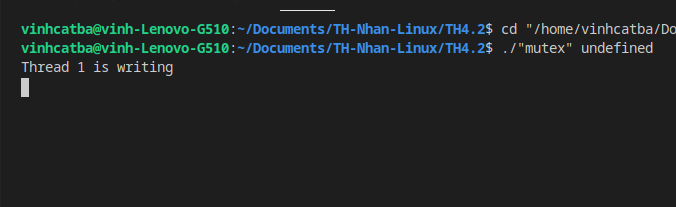 vinhcatba@vinh-Lenovo-G510:~/Documents/TH-Nhan-Linux/TH4.2$ cd "/home/vinhcatba/Do
vinhcatba@vinh-Lenovo-G510:~/Documents/TH-Nhan-Linux/TH4.2$ ./"mutex" undefined
Thread 1 is writing